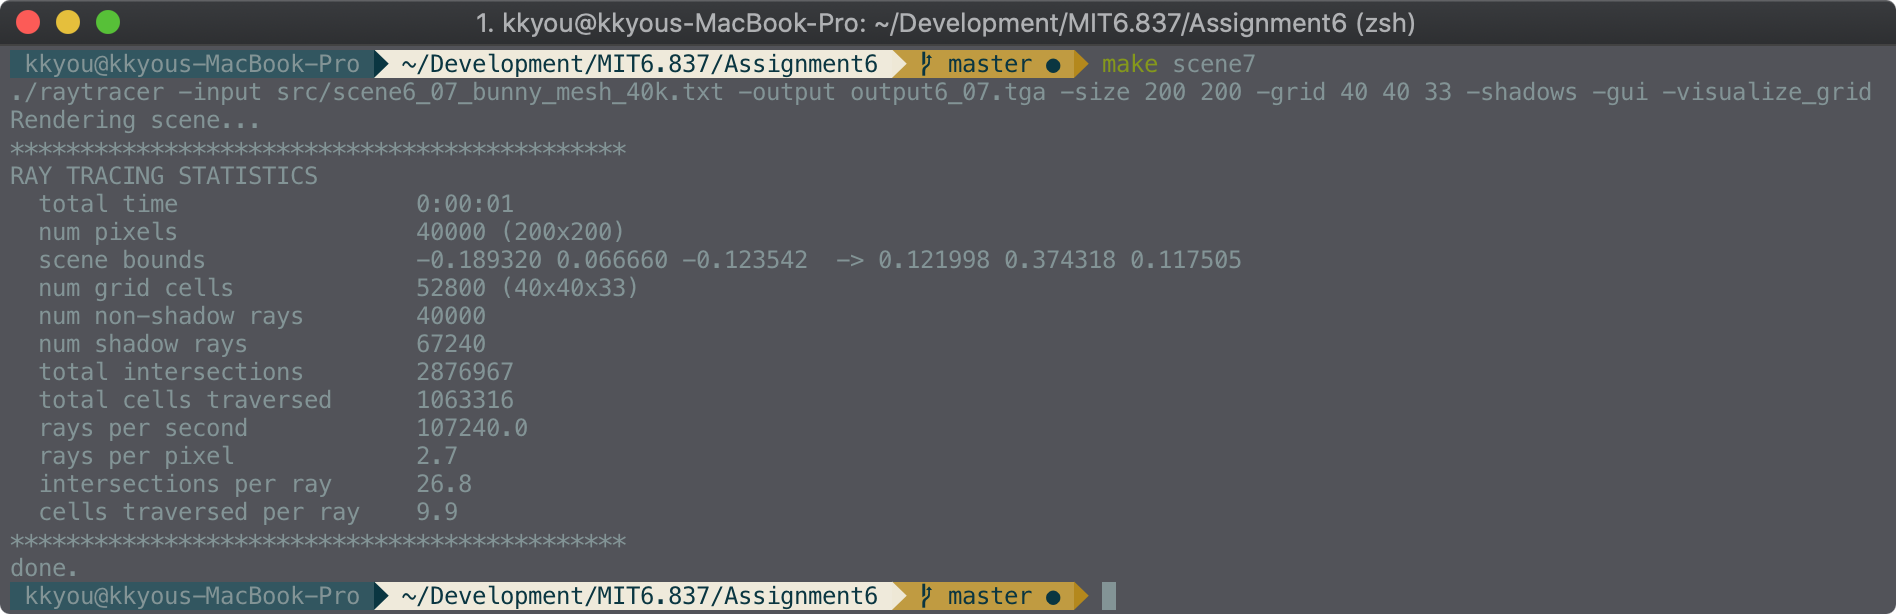 1. kkyou@kkyous-MacBook-Pro: ~/Development/MIT6.837/Assignment6 (zsh)
kkyou@kkyous-MacBook-Pro ~/Development/MIT6.837/Assignment6 master ● make scene7
./raytracer -input src/scene6_07_bunny_mesh_40k.txt -output output6_07.tga -size 200 200 -grid 40 40 33 -shadows -gui -visualize_grid
Rendering scene...
********************************************
RAY TRACING STATISTICS
  total time                 0:00:01
  num pixels                 40000 (200x200)
  scene bounds               -0.189320 0.066660 -0.123542  -> 0.121998 0.374318 0.117505
  num grid cells             52800 (40x40x33)
  num non-shadow rays        40000
  num shadow rays            67240
  total intersections        2876967
  total cells traversed      1063316
  rays per second            107240.0
  rays per pixel             2.7
  intersections per ray      26.8
  cells traversed per ray    9.9
********************************************
done.
kkyou@kkyous-MacBook-Pro ~/Development/MIT6.837/Assignment6 master ●